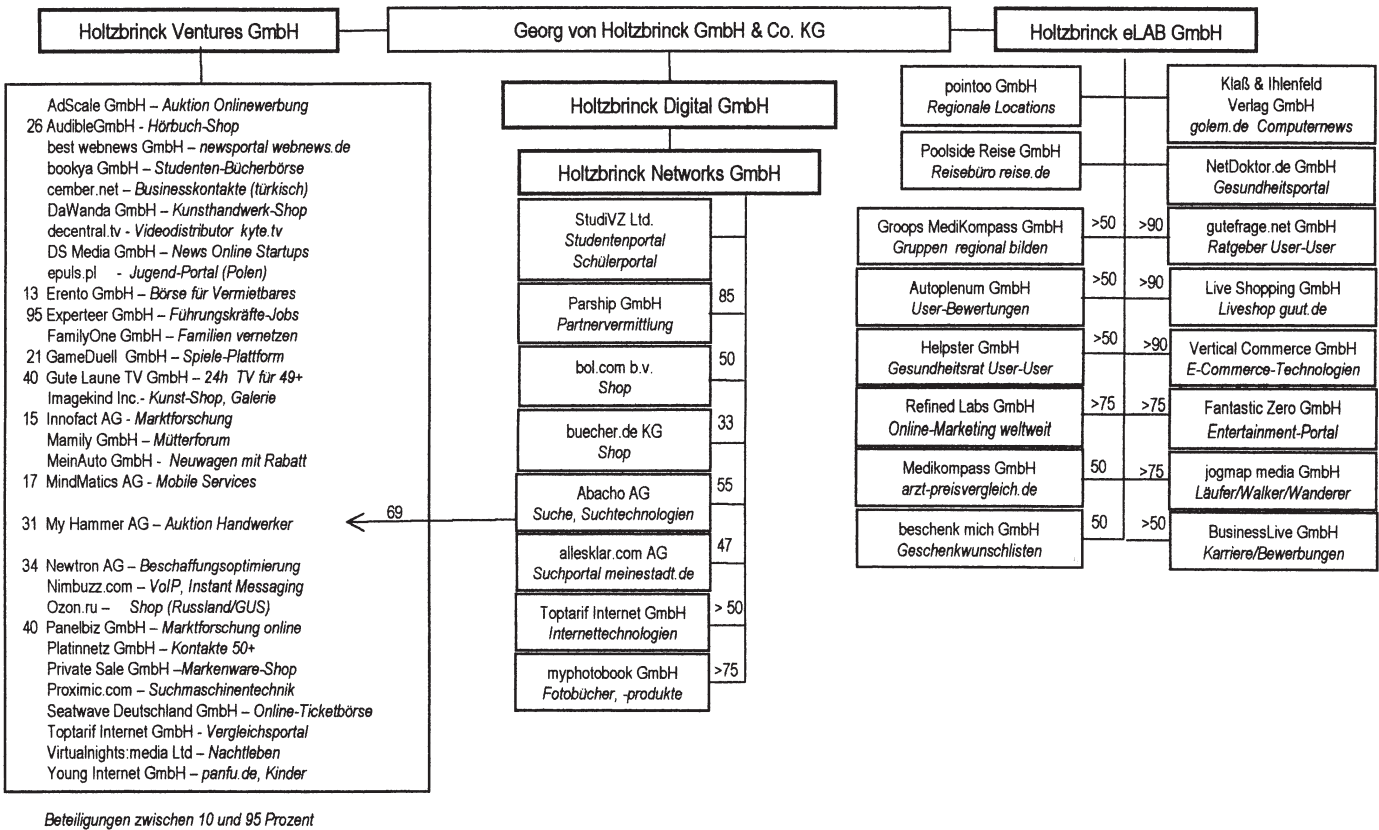 Holtzbrinck Ventures GmbH
Georg von Holtzbrinck GmbH & Co. KG
Holtzbrinck eLAB GmbH
AdScale GmbH – Auktion Onlinewerbung
26 AudibleGmbH - Hörbuch-Shop
best webnews GmbH – newsportal webnews.de
bookya GmbH – Studenten-Bücherbörse
cember.net – Businesskontakte (türkisch)
DaWanda GmbH – Kunsthandwerk-Shop
decentral.tv - Videodistributor kyte.tv
DS Media GmbH – News Online Startups
epuls.pl - Jugend-Portal (Polen)
13 Erento GmbH – Börse für Vermietbares
95 Experteer GmbH – Führungskräfte-Jobs
FamilyOne GmbH – Familien vernetzen
21 GameDuell GmbH – Spiele-Plattform
40 Gute Laune TV GmbH – 24h TV für 49+
Imagekind Inc.- Kunst-Shop, Galerie
15 Innofact AG - Marktforschung
Mamily GmbH – Mütterforum
MeinAuto GmbH - Neuwagen mit Rabatt
17 MindMatics AG - Mobile Services
31 My Hammer AG – Auktion Handwerker
34 Newtron AG – Beschaffungsoptimierung
Nimbuzz.com – VoIP, Instant Messaging
Ozon.ru – Shop (Russland/GUS)
40 Panelbiz GmbH – Marktforschung online
Platinnetz GmbH – Kontakte 50+
Private Sale GmbH –Markenware-Shop
Proximic.com – Suchmaschinentechnik
Seatwave Deutschland GmbH – Online-Ticketbörse
Toptarif Internet GmbH - Vergleichsportal
Virtualnights:media Ltd – Nachtleben
Young Internet GmbH – panfu.de, Kinder
Beteiligungen zwischen 10 und 95 Prozent
69
Holtzbrinck Digital GmbH
Holtzbrinck Networks GmbH
StudiVZ Ltd.
Studentenportal
Schülerportal
Parship GmbH
Partnervermittlung
85
bol.com b.v.
Shop
50
buecher.de KG
Shop
33
Abacho AG
Suche, Suchtechnologien
55
allesklar.com AG
Suchportal meinestadt.de
47
Toptarif Internet GmbH
Internettechnologien
> 50
myphotobook GmbH
Fotobücher, -produkte
>75
pointoo GmbH
Regionale Locations
Poolside Reise GmbH
Reisebüro reise.de
Groops MediKompass GmbH
Gruppen regional bilden
>50
Autoplenum GmbH
User-Bewertungen
>50
Helpster GmbH
Gesundheitsrat User-User
>50
Refined Labs GmbH
Online-Marketing weltweit
>75
Medikompass GmbH
arzt-preisvergleich.de
50
beschenk mich GmbH
Geschenkwunschlisten
50
Klaß & Ihlenfeld
Verlag GmbH
golem.de Computernews
NetDoktor.de GmbH
Gesundheitsportal
>90
gutefrage.net GmbH
Ratgeber User-User
>90
Live Shopping GmbH
Liveshop guut.de
>90
Vertical Commerce GmbH
E-Commerce-Technologien
>75
Fantastic Zero GmbH
Entertainment-Portal
>75
jogmap media GmbH
Läufer/Walker/Wanderer
>50
BusinessLive GmbH
Karriere/Bewerbungen